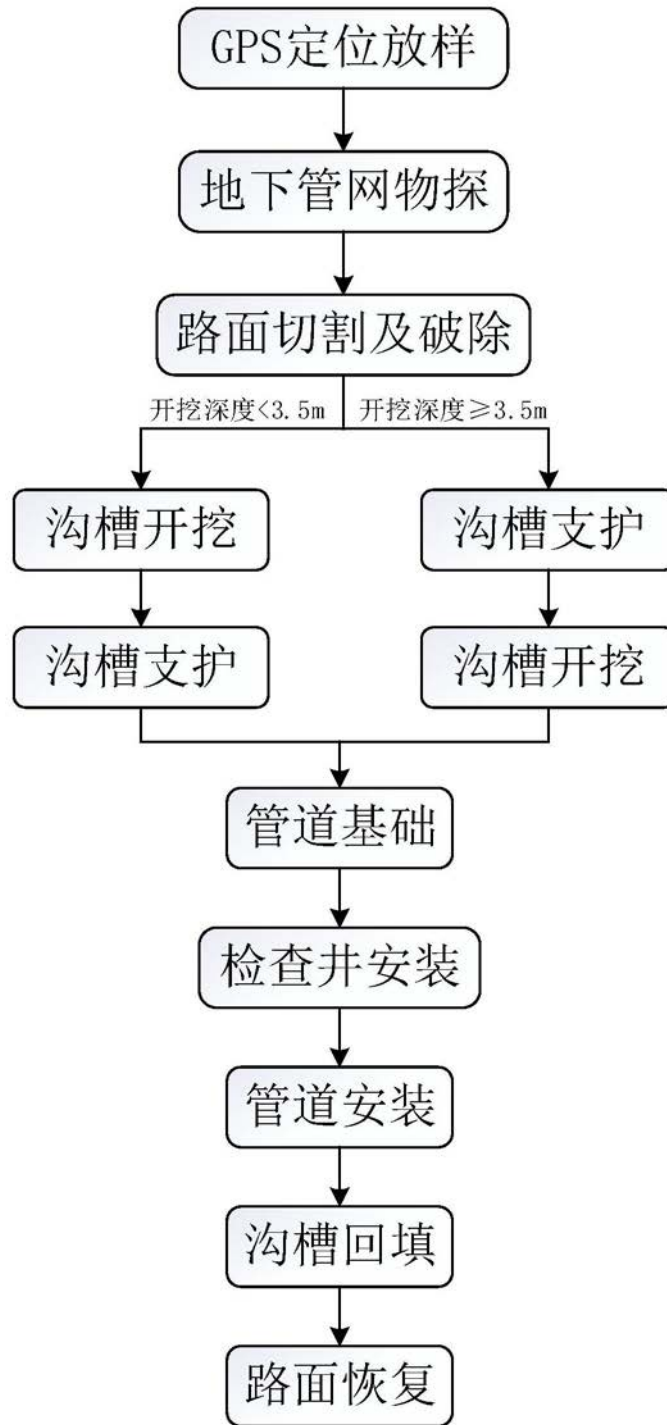 GPS定位放样
地下管网物探
路面切割及破除
开挖深度<3.5m 开挖深度≥3.5m
沟槽开挖 沟槽支护
沟槽支护 沟槽开挖
管道基础
检查井安装
管道安装
沟槽回填
路面恢复